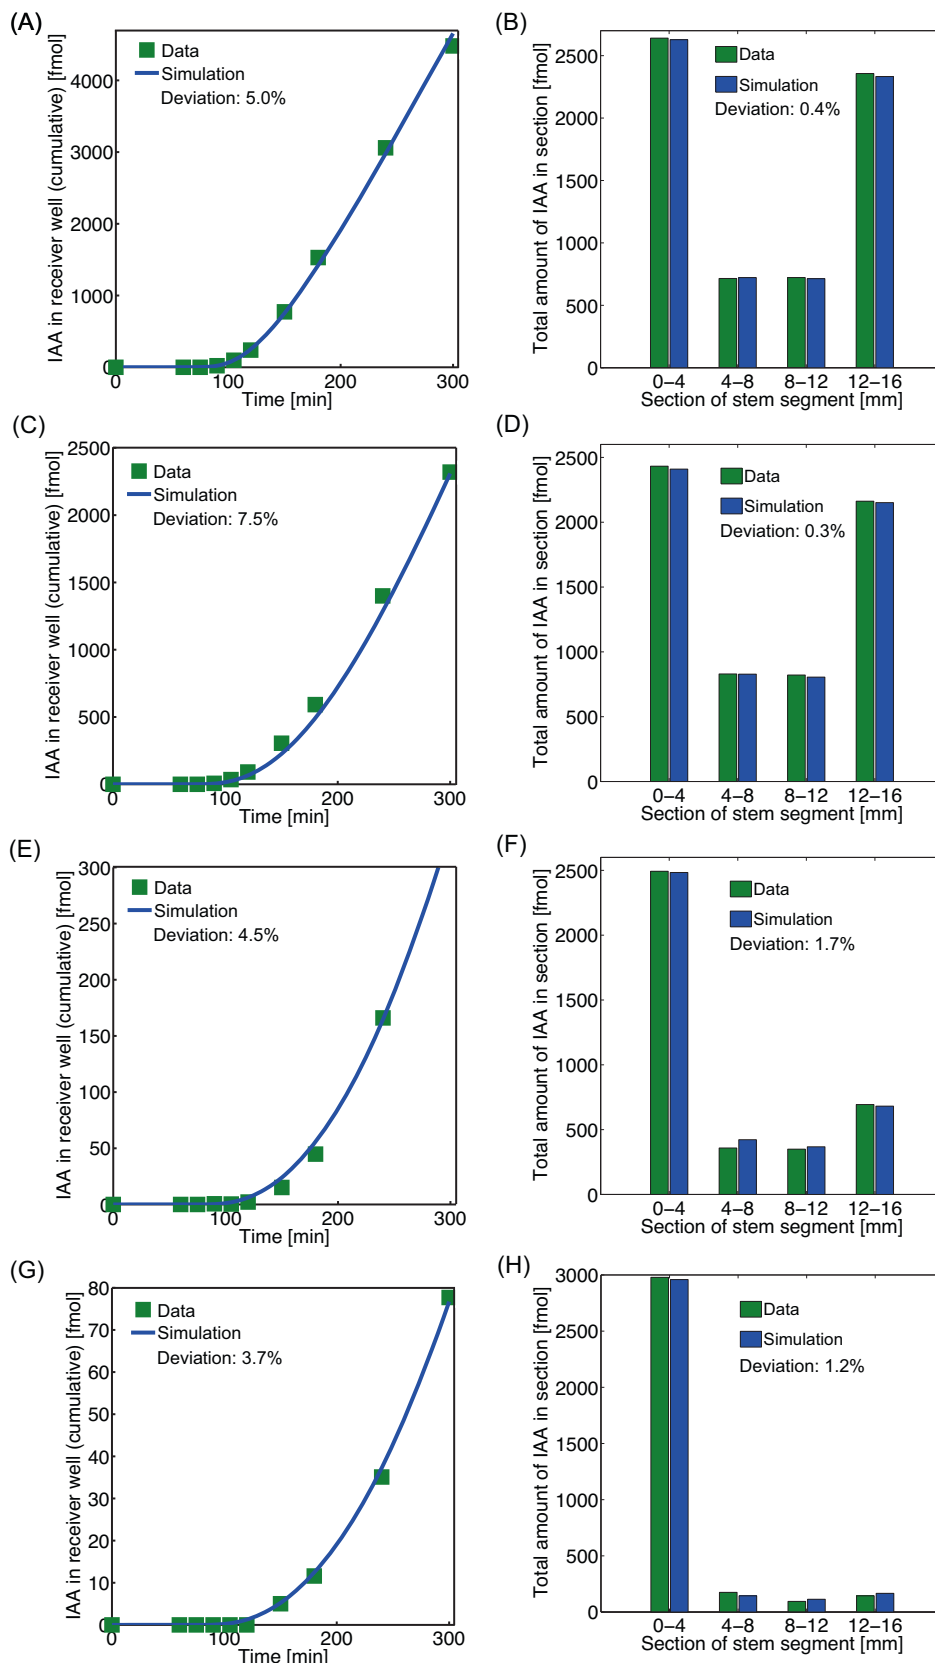 (A)
IAA in receiver well (cumulative) [fmol]
4000
3000
2000
1000
0
Data
Simulation
Deviation: 5.0%
0
100
200
300
Time [min]
(B)
Total amount of IAA in section [fmol]
2500
2000
1500
1000
500
0
Data
Simulation
Deviation: 0.4%
0–4
4–8
8–12
12–16
Section of stem segment [mm]
(C)
IAA in receiver well (cumulative) [fmol]
2500
2000
1500
1000
500
0
Data
Simulation
Deviation: 7.5%
0
100
200
300
Time [min]
(D)
Total amount of IAA in section [fmol]
2500
2000
1500
1000
500
0
Data
Simulation
Deviation: 0.3%
0–4
4–8
8–12
12–16
Section of stem segment [mm]
(E)
IAA in receiver well (cumulative) [fmol]
300
250
200
150
100
50
0
Data
Simulation
Deviation: 4.5%
0
100
200
300
Time [min]
(F)
Total amount of IAA in section [fmol]
2500
2000
1500
1000
500
0
Data
Simulation
Deviation: 1.7%
0–4
4–8
8–12
12–16
Section of stem segment [mm]
(G)
IAA in receiver well (cumulative) [fmol]
80
70
60
50
40
30
20
10
0
Data
Simulation
Deviation: 3.7%
0
100
200
300
Time [min]
(H)
Total amount of IAA in section [fmol]
3000
2500
2000
1500
1000
500
0
Data
Simulation
Deviation: 1.2%
0–4
4–8
8–12
12–16
Section of stem segment [mm]